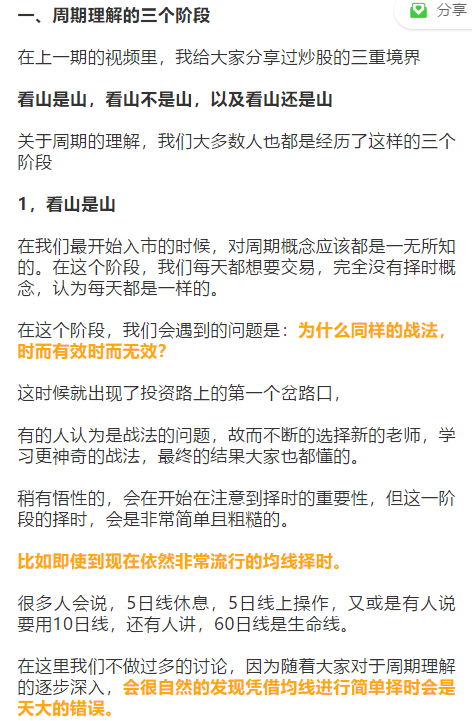 分享
一、周期理解的三个阶段
在上一期的视频里，我给大家分享过炒股的三重境界
看山是山，看山不是山，以及看山还是山
关于周期的理解，我们大多数人也都是经历了这样的三个
阶段
1，看山是山
在我们最开始入市的时候，对周期概念应该都是一无所知
的。在这个阶段，我们每天都想要交易，完全没有择时概
念，认为每天都是一样的。
在这个阶段，我们会遇到的问题是：为什么同样的战法，
时而有效时而无效？
这时候就出现了投资路上的第一个岔路口，
有的人认为是战法的问题，故而不断的选择新的老师，学
习更神奇的战法，最终的结果大家也都懂的。
稍有悟性的，会在开始在注意到择时的重要性，但这一阶
段的择时，会是非常简单且粗糙的。
比如即使到现在依然非常流行的均线择时。
很多人会说，5日线休息，5日线上操作，又或是有人说
要用10日线，还有人讲，60日线是生命线。
在这里我们不做过多的讨论，因为随着大家对于周期理解
的逐步深入，会很自然的发现凭借均线进行简单择时会是
天大的错误。